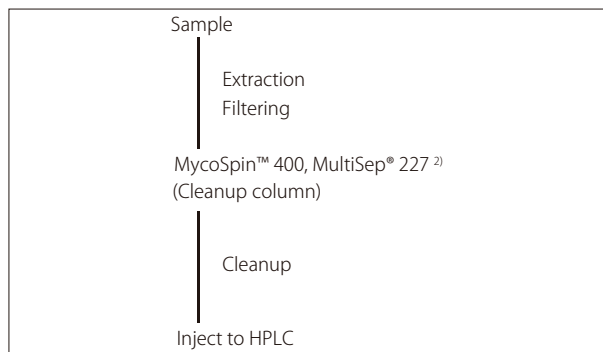 Sample
Extraction
Filtering
MycoSpin™ 400, MultiSep® 227 2)
(Cleanup column)
Cleanup
Inject to HPLC